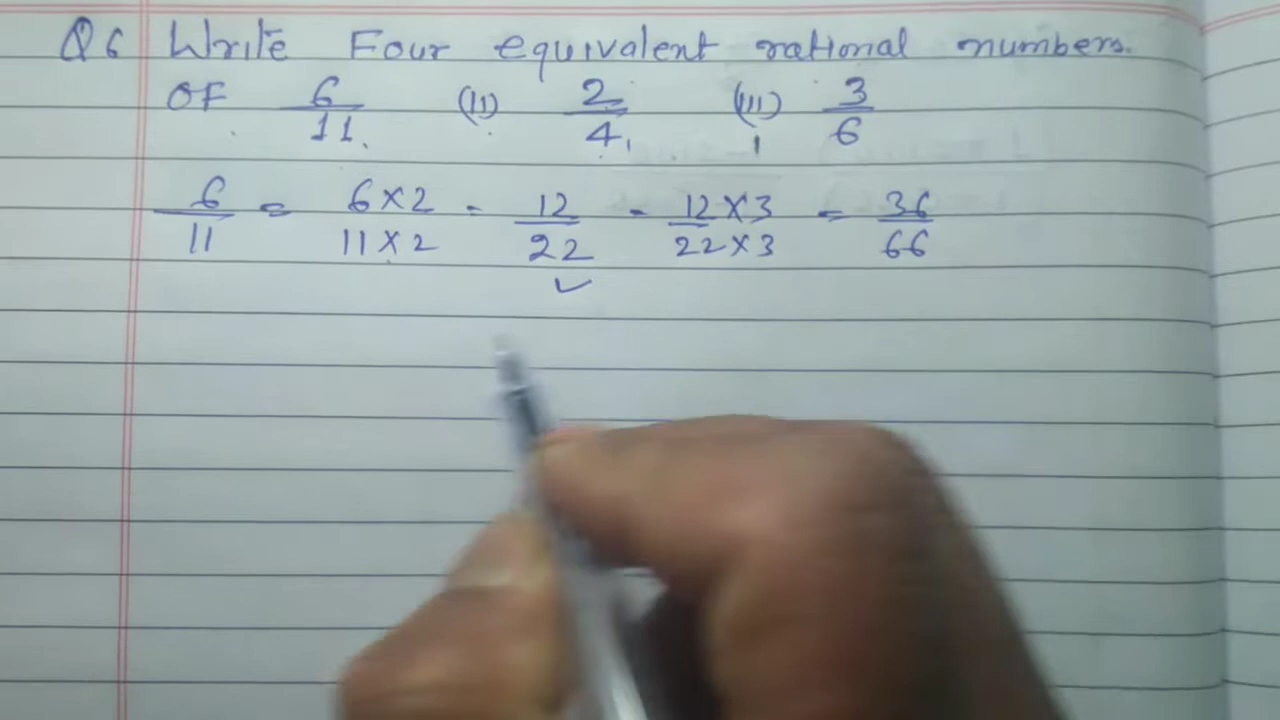 Q6 Write Four equivalent rational numbers.
OF 6/11. (II) 2/4, (III) 3/6
6/11 = 6×2/11×2 = 12/22 = 12×3/22×3 = 36/66